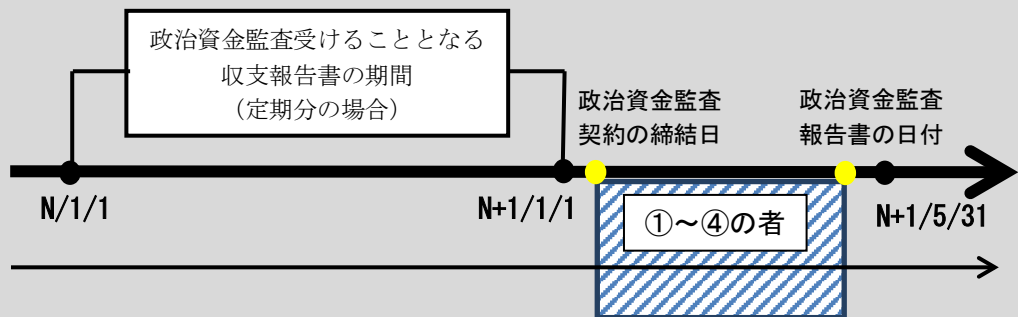 政治資金監査受けることとなる
収支報告書の期間
（定期分の場合）
政治資金監査
契約の締結日
政治資金監査
報告書の日付
N/1/1
N+1/1/1
①～④の者
N+1/5/31